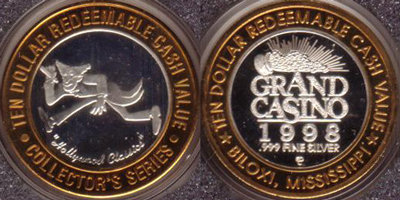 TEN DOLLAR REDEEMABLE CASH VALUE
"Hollywood Classics"
• COLLECTOR'S SERIES •
TEN DOLLAR REDEEMABLE CASH VALUE
GRAND
CASINO
1998
.999 FINE SILVER
• BILOXI, MISSISSIPPI •